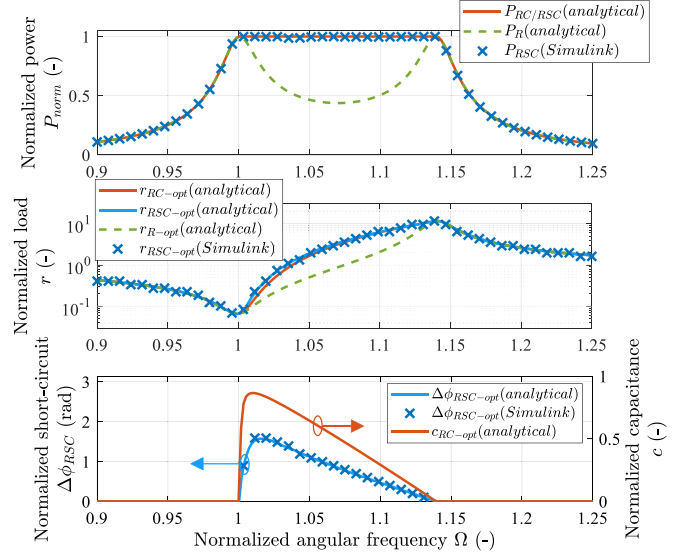 Normalized power
P_norm (-)
1
0.5
0
P_RC/RSC(analytical)
P_R(analytical)
P_RSC(Simulink)
0.9 0.95 1 1.05 1.1 1.15 1.2 1.25
Normalized load
r (-)
10^1
10^0
10^-1
r_RC-opt(analytical)
r_RSC-opt(analytical)
r_R-opt(analytical)
r_RSC-opt(Simulink)
0.9 0.95 1 1.05 1.1 1.15 1.2 1.25
Normalized short-circuit
Δϕ_RSC (rad)
3
2
1
0
Δϕ_RSC-opt(analytical)
Δϕ_RSC-opt(Simulink)
c_RC-opt(analytical)
1
0.5
0
Normalized capacitance
c (-)
0.9 0.95 1 1.05 1.1 1.15 1.2 1.25
Normalized angular frequency Ω (-)